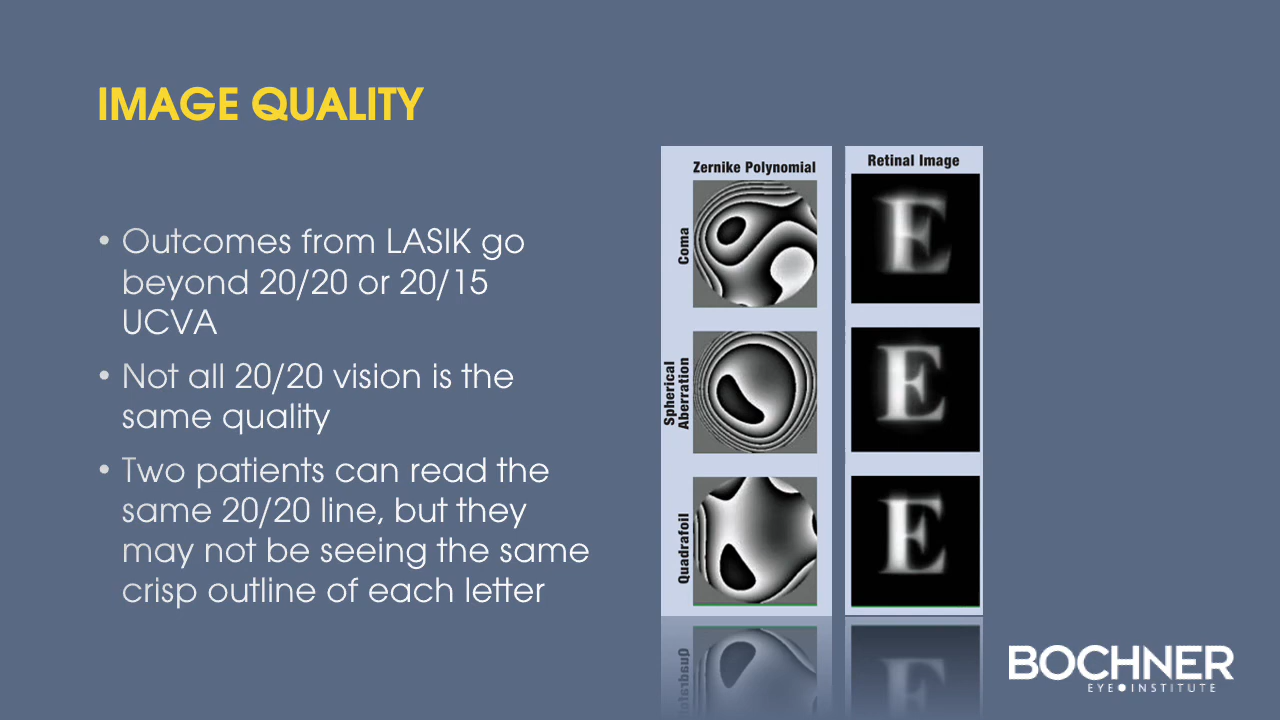 IMAGE QUALITY
• Outcomes from LASIK go
beyond 20/20 or 20/15
UCVA
• Not all 20/20 vision is the
same quality
• Two patients can read the
same 20/20 line, but they
may not be seeing the same
crisp outline of each letter
Zernike Polynomial
Retinal Image
Coma
E
Spherical
Aberration
E
Quadrafoil
E
BOCHNER
EYE•INSTITUTE